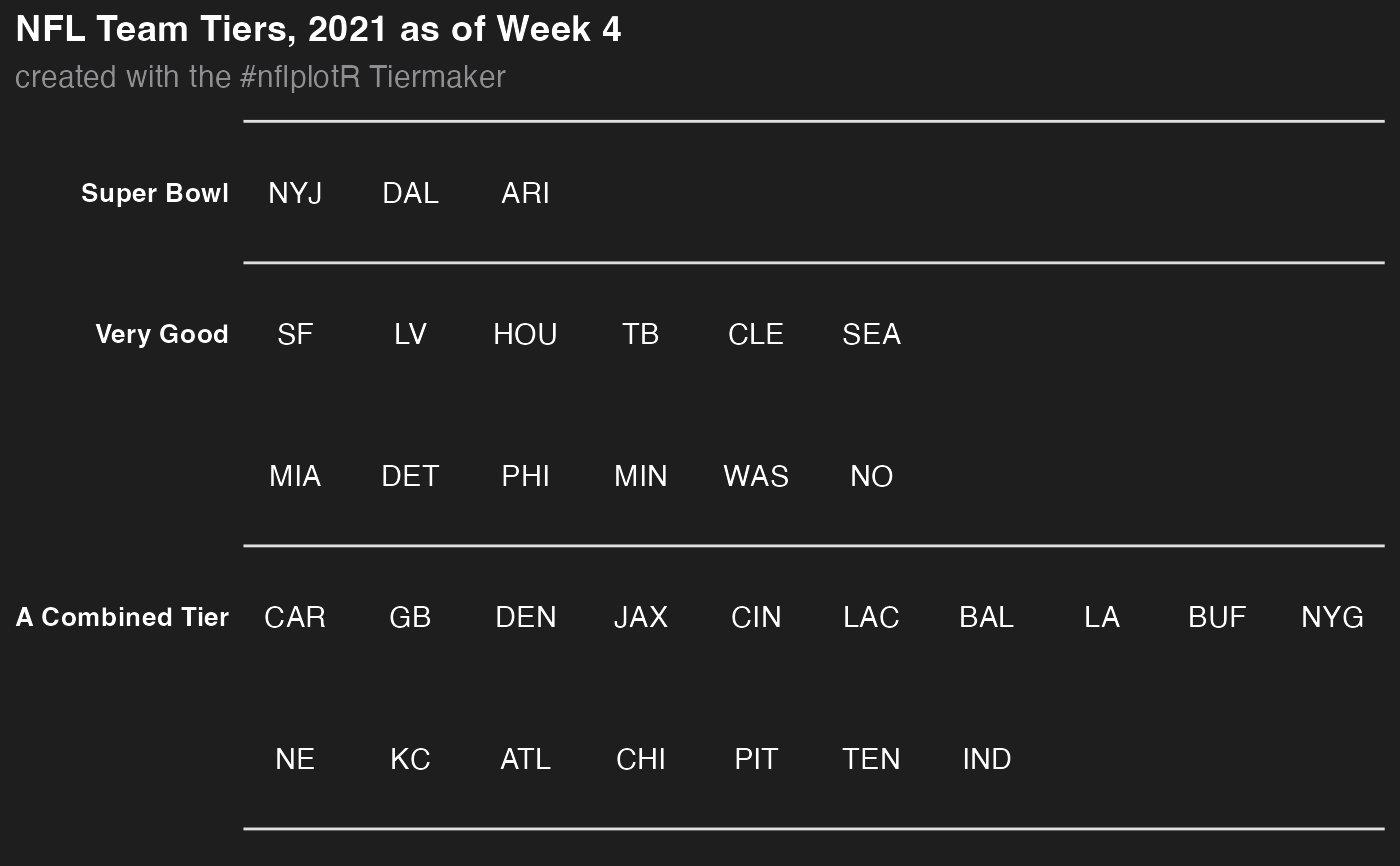 NFL Team Tiers, 2021 as of Week 4
created with the #nflplotR Tiermaker
Super Bowl NYJ DAL ARI
Very Good SF LV HOU TB CLE SEA
MIA DET PHI MIN WAS NO
A Combined Tier CAR GB DEN JAX CIN LAC BAL LA BUF NYG
NE KC ATL CHI PIT TEN IND